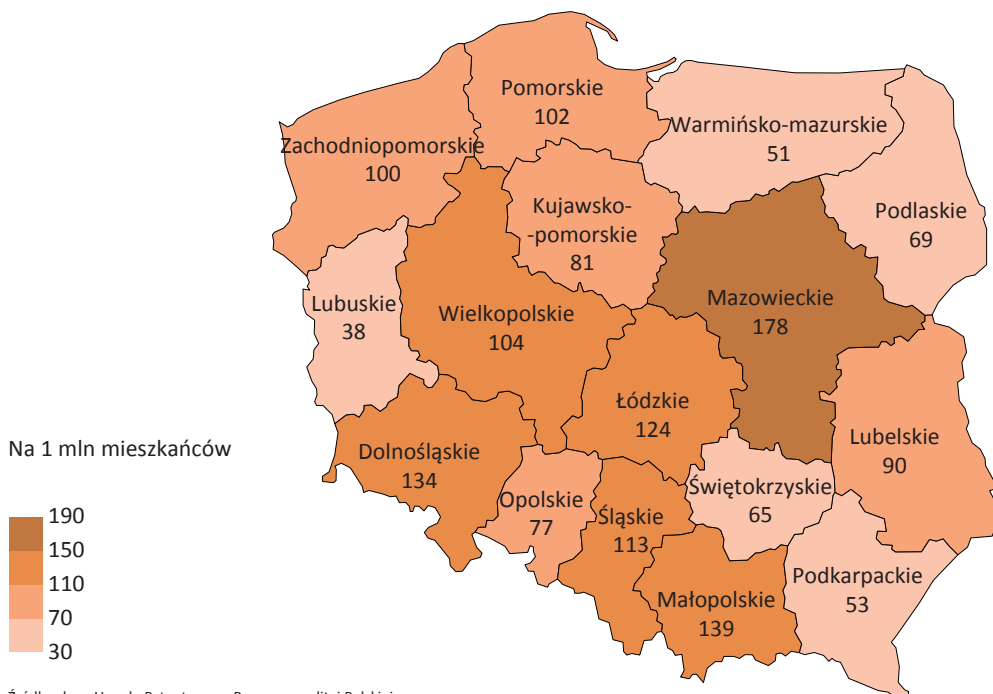 Pomorskie
102
Warmińsko-mazurskie
51
Zachodniopomorskie
100
Kujawsko-
-pomorskie
81
Podlaskie
69
Lubuskie
38
Wielkopolskie
104
Mazowieckie
178
Łódzkie
124
Dolnośląskie
134
Lubelskie
90
Opolskie
77
Śląskie
113
Świętokrzyskie
65
Małopolskie
139
Podkarpackie
53
Na 1 mln mieszkańców
190
150
110
70
30